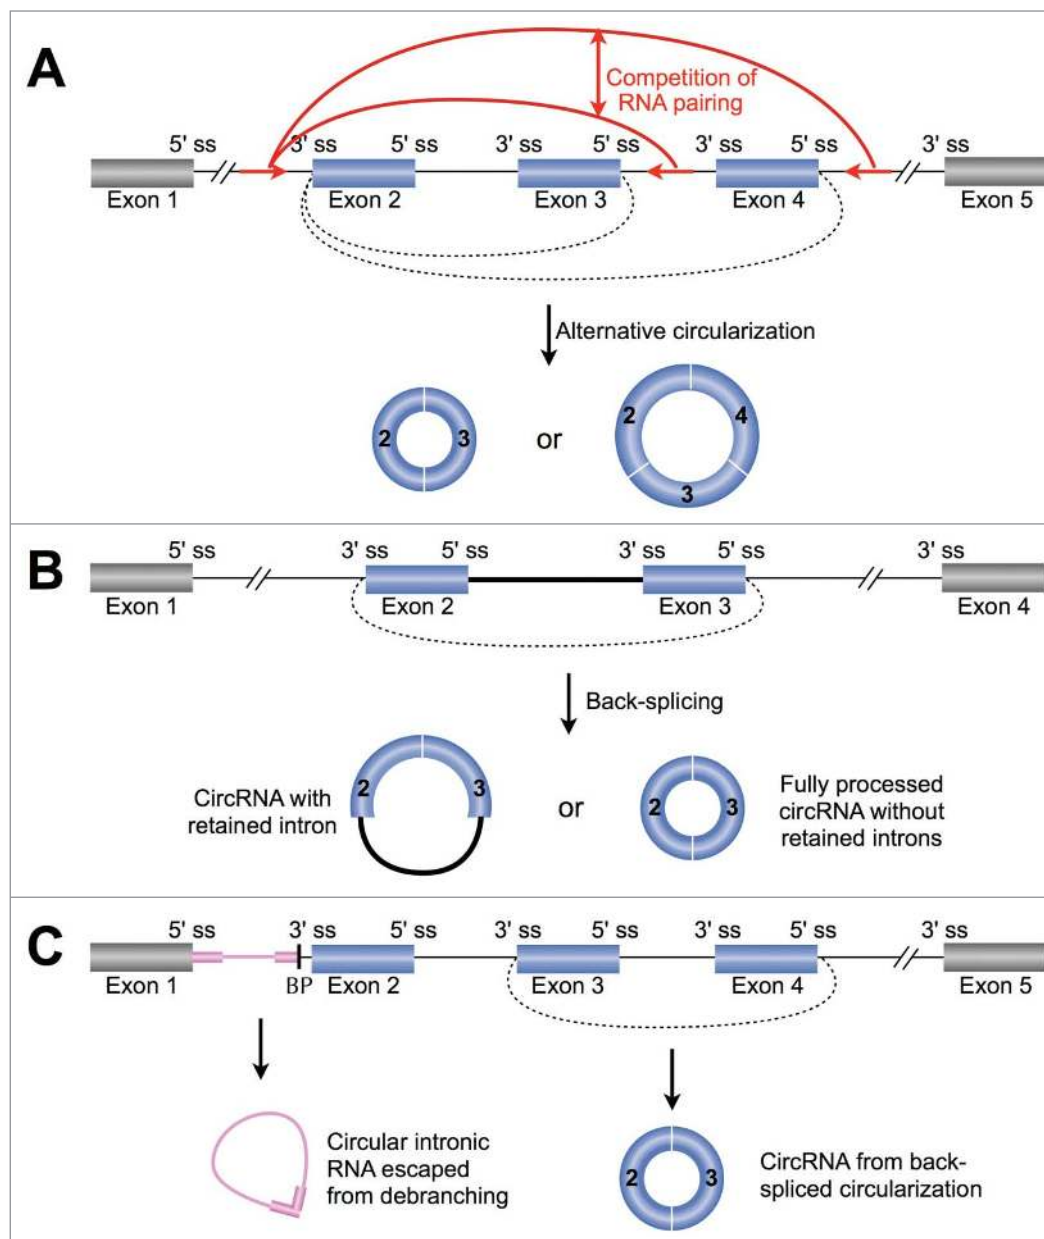 A
Competition of
RNA pairing
5' ss 3' ss 5' ss 3' ss 5' ss 3' ss 5' ss 3' ss
Exon 1 Exon 2 Exon 3 Exon 4 Exon 5
Alternative circularization
2 3 or 2 4 3
B
5' ss 3' ss 5' ss 3' ss 5' ss 3' ss
Exon 1 Exon 2 Exon 3 Exon 4
Back-splicing
CircRNA with
retained intron
2 3 or 2 3
Fully processed
circRNA without
retained introns
C
5' ss 3' ss 5' ss 3' ss 5' ss 3' ss 5' ss 3' ss
Exon 1 BP Exon 2 Exon 3 Exon 4 Exon 5
Circular intronic
RNA escaped
from debranching
2 3
CircRNA from back-
spliced circularization